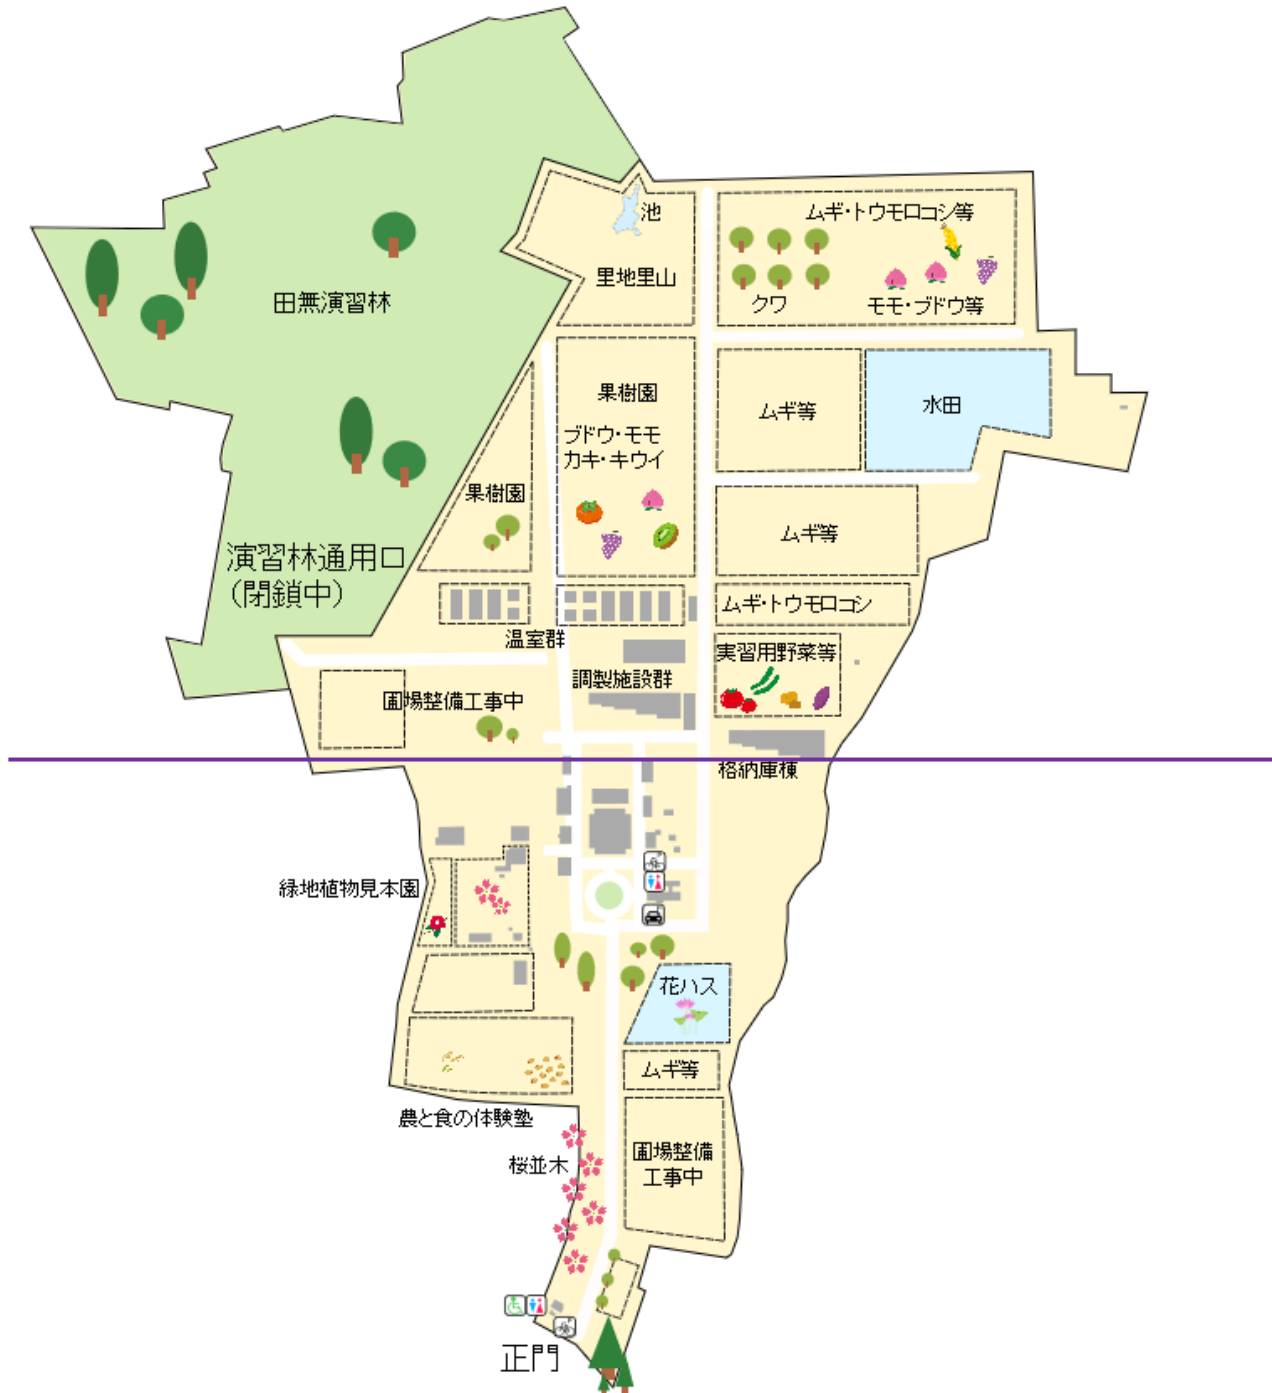 池
ムギ・トウモロコシ等
里地里山
クワ
モモ・ブドウ等
田無演習林
果樹園
ブドウ・モモ
カキ・キウイ
ムギ等
水田
果樹園
ムギ等
演習林通用口
(閉鎖中)
ムギ・トウモロコシ
温室群
実習用野菜等
調製施設群
圃場整備工事中
格納庫棟
緑地植物見本園
花ハス
ムギ等
農と食の体験塾
桜並木
圃場整備
工事中
正門